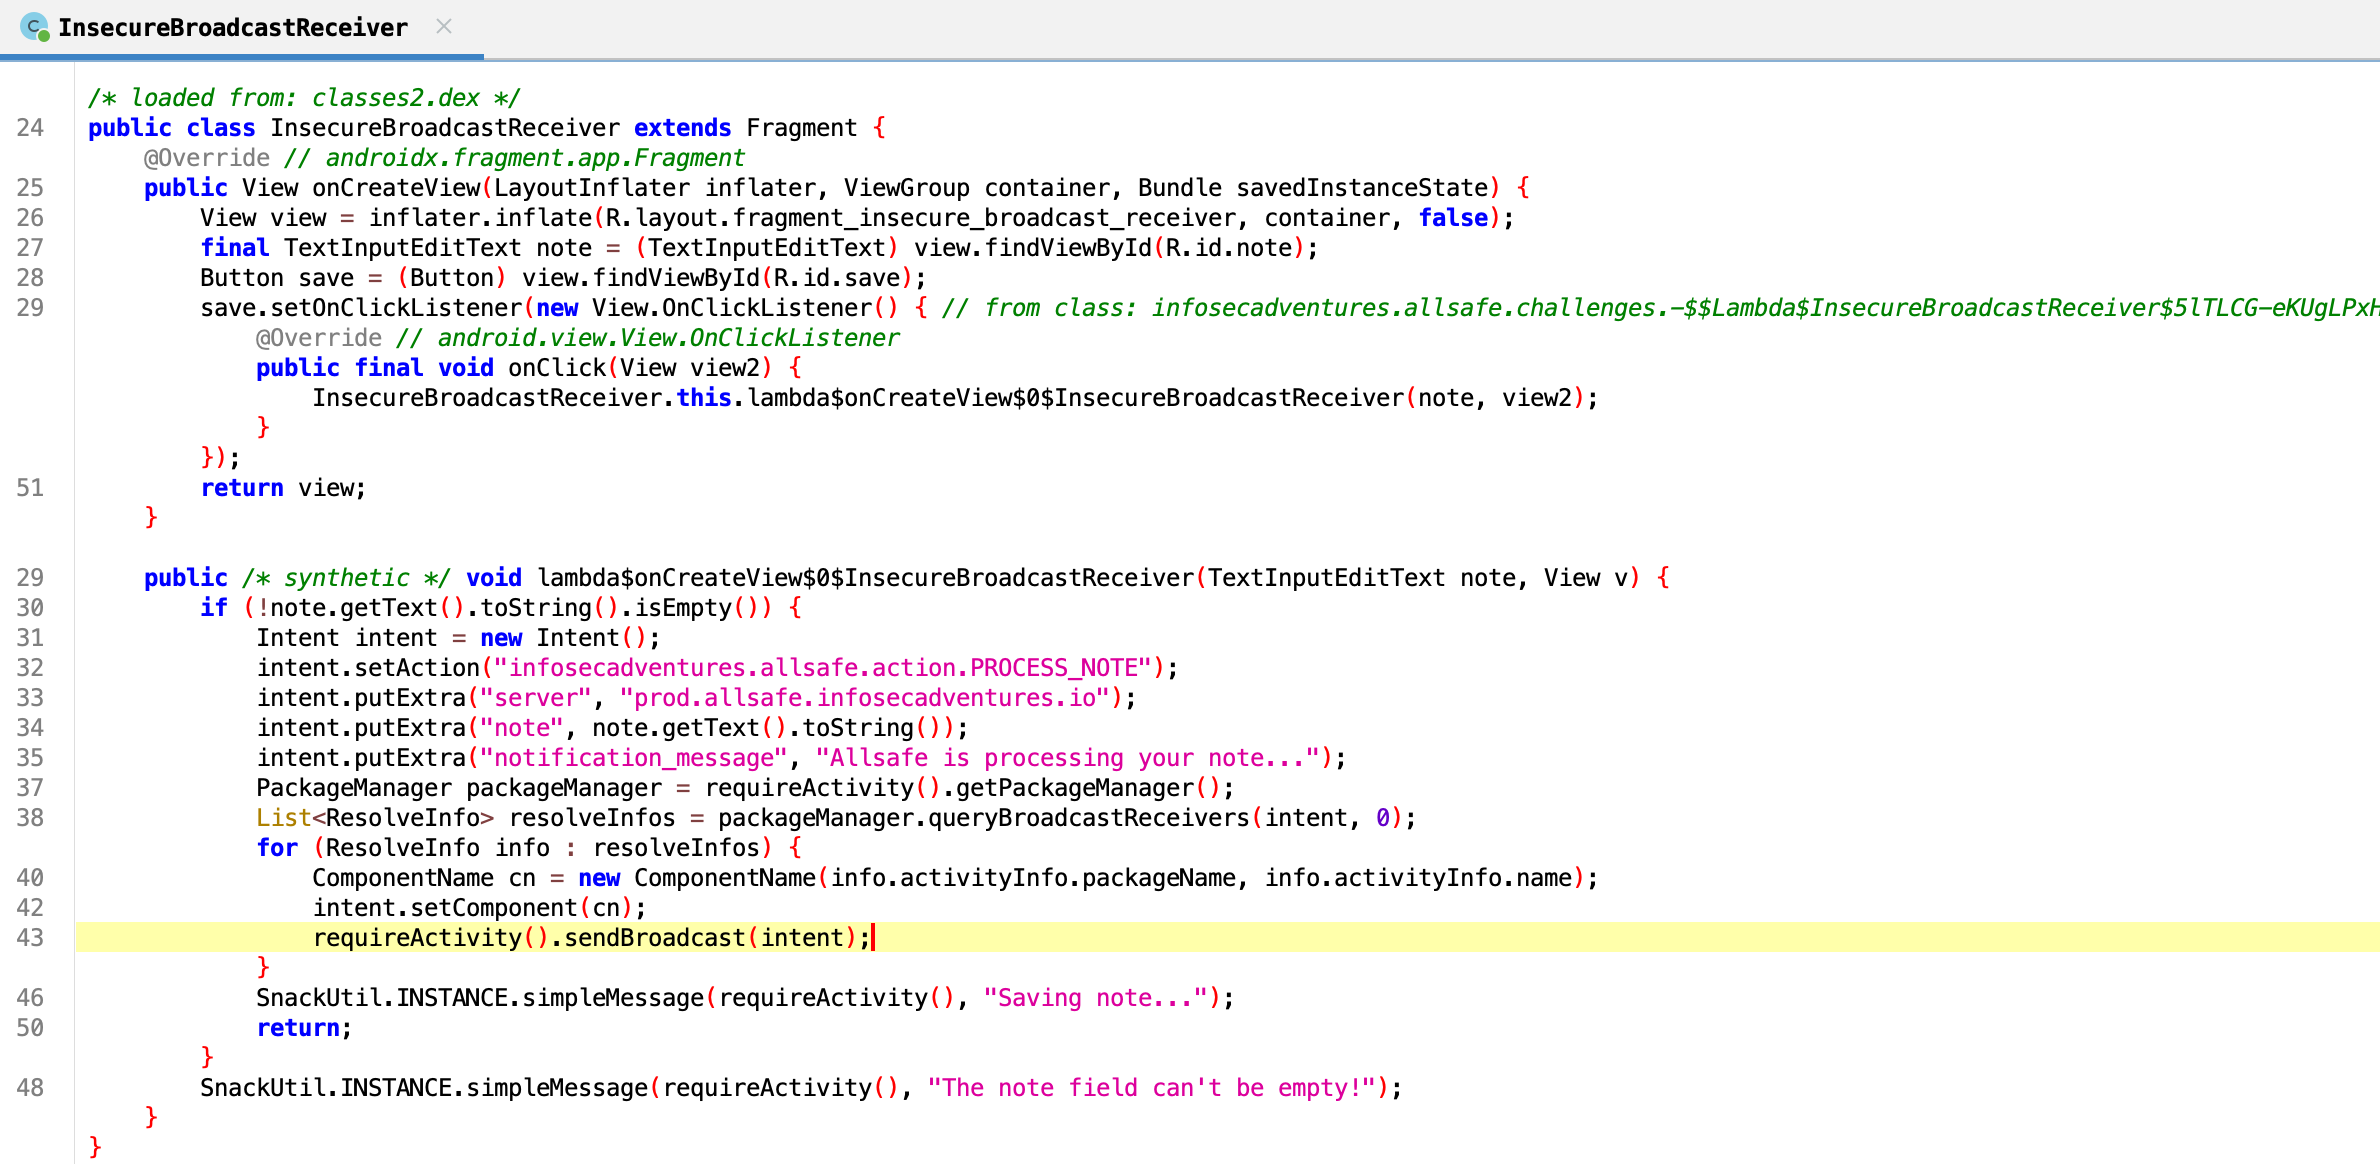 InsecureBroadcastReceiver
/* loaded from: classes2.dex */
24 public class InsecureBroadcastReceiver extends Fragment {
@Override // androidx.fragment.app.Fragment
25 public View onCreateView(LayoutInflater inflater, ViewGroup container, Bundle savedInstanceState) {
26 View view = inflater.inflate(R.layout.fragment_insecure_broadcast_receiver, container, false);
27 final TextInputEditText note = (TextInputEditText) view.findViewById(R.id.note);
28 Button save = (Button) view.findViewById(R.id.save);
29 save.setOnClickListener(new View.OnClickListener() { // from class: infosecadventures.allsafe.challenges.-$$Lambda$InsecureBroadcastReceiver$5lTLCG-eKUgLPxH
@Override // android.view.View.OnClickListener
public final void onClick(View view2) {
InsecureBroadcastReceiver.this.lambda$onCreateView$0$InsecureBroadcastReceiver(note, view2);
}
});
51 return view;
}
29 public /* synthetic */ void lambda$onCreateView$0$InsecureBroadcastReceiver(TextInputEditText note, View v) {
30 if (!note.getText().toString().isEmpty()) {
31 Intent intent = new Intent();
32 intent.setAction("infosecadventures.allsafe.action.PROCESS_NOTE");
33 intent.putExtra("server", "prod.allsafe.infosecadventures.io");
34 intent.putExtra("note", note.getText().toString());
35 intent.putExtra("notification_message", "Allsafe is processing your note...");
37 PackageManager packageManager = requireActivity().getPackageManager();
38 List<ResolveInfo> resolveInfos = packageManager.queryBroadcastReceivers(intent, 0);
for (ResolveInfo info : resolveInfos) {
40 ComponentName cn = new ComponentName(info.activityInfo.packageName, info.activityInfo.name);
42 intent.setComponent(cn);
43 requireActivity().sendBroadcast(intent);
}
46 SnackUtil.INSTANCE.simpleMessage(requireActivity(), "Saving note...");
50 return;
}
48 SnackUtil.INSTANCE.simpleMessage(requireActivity(), "The note field can't be empty!");
}
}